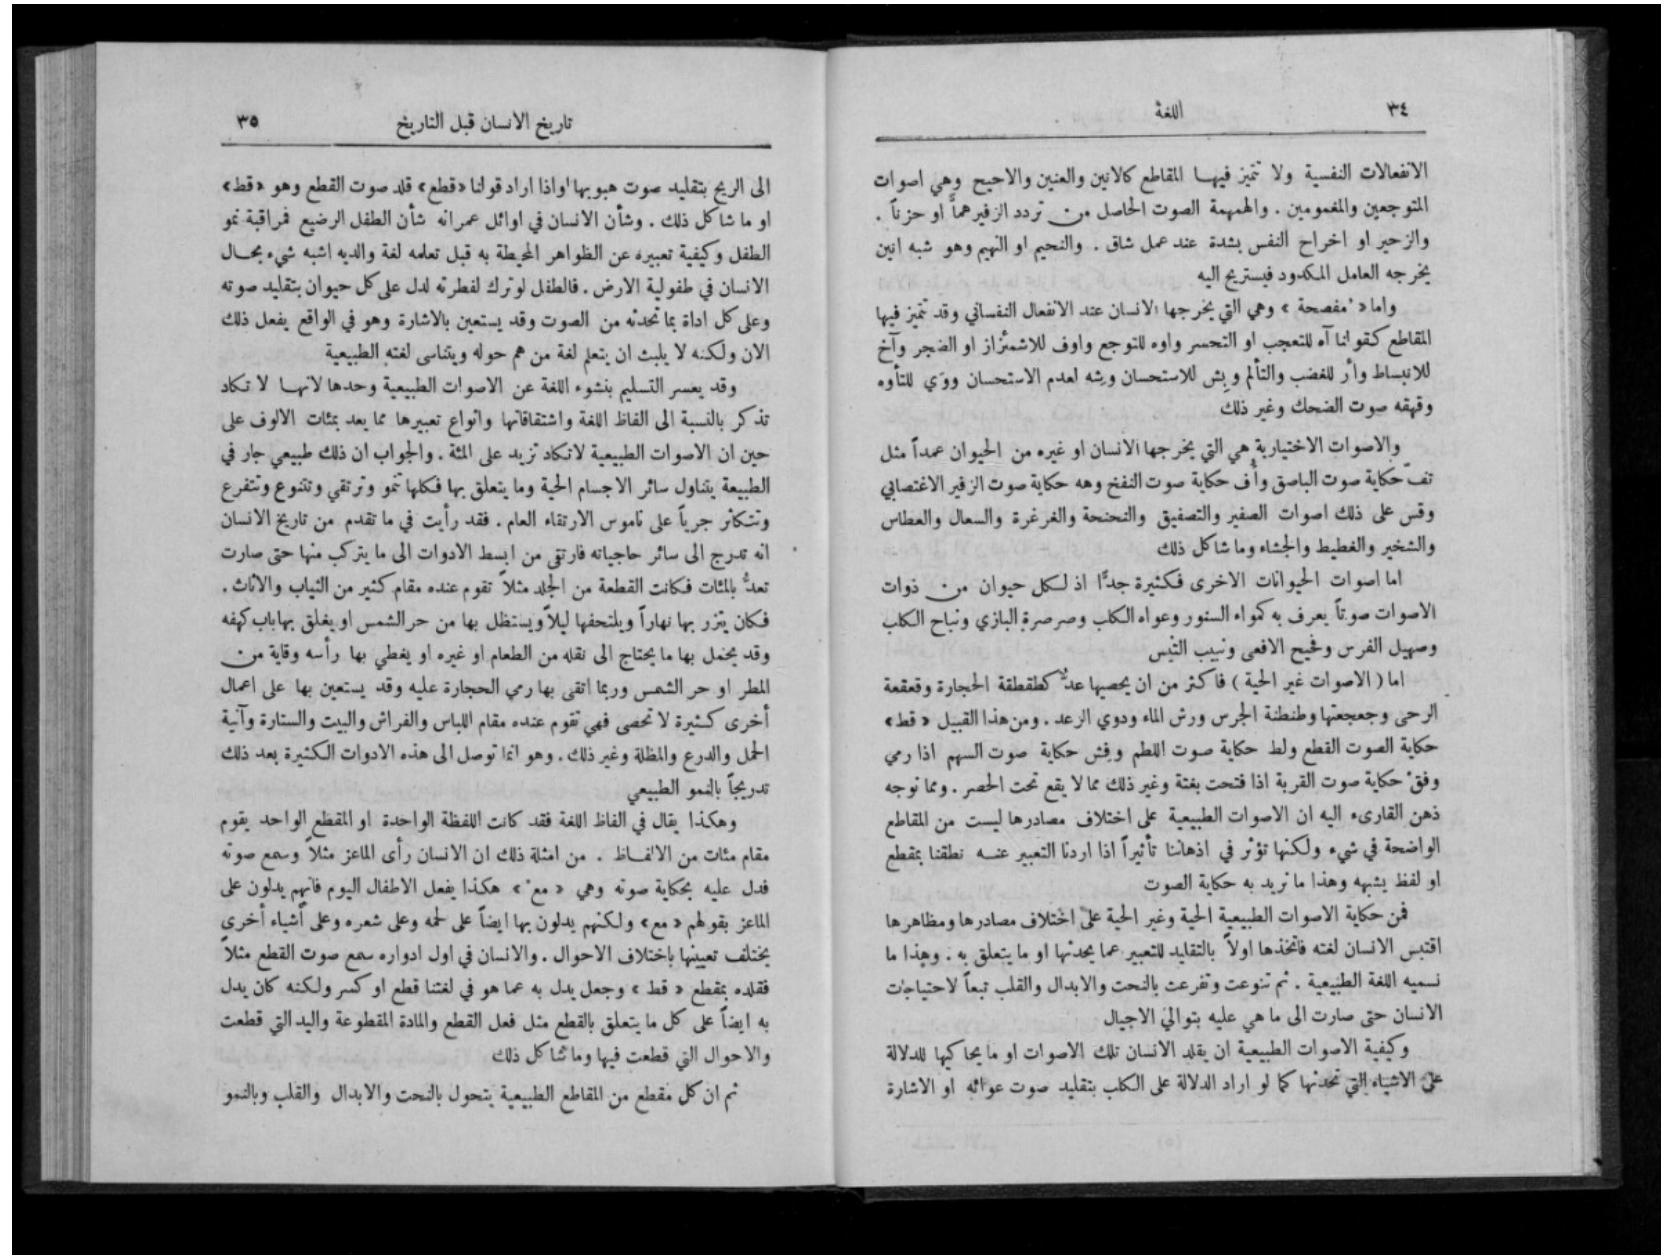 ٣٤
اللغة
الانفعالات النفسية ولا تتميز فيهـا المقاطع كالانين والعنين والاحيح وهي اصوات
المتوجعين والمغمومين . والهمهمة الصوت الحاصل من تردد الزفير همًّا او حزناً .
والزحير او اخراج النفس بشدة عند عمل شاق . والنحيم او النهيم وهو شبه انين
يخرجه العامل المكدود فيستريح اليه
واما « مفصحة » وهي التي يخرجها الانسان عند الانفعال النفساني وقد تتميز فيها
المقاطع كقولنا آه للتعجب او التحسر واوه للتوجع واوف للاشمئزاز او الضجر وآخ
للانبساط وأر للغضب والتألم وبش للاستحسان وبشه لعدم الاستحسان ووَي للتأوه
وقهقه صوت الضحك وغير ذلك
والاصوات الاختيارية هي التي يخرجها الانسان او غيره من الحيوان عمداً مثل
تفّ حكاية صوت الباصق وأُف حكاية صوت النفخ وهه حكاية صوت الزفير الاغتصابي
وقس على ذلك اصوات الصفير والتصفيق والنحنحة والغرغرة والسعال والعطاس
والشخير والغطيط والجشاء وما شاكل ذلك
اما اصوات الحيوانات الاخرى فكثيرة جدًّا اذ لـكل حيوان من ذوات
الاصوات صوتاً يعرف به كمواء السنور وعواء الكلب وصرصرة البازي ونباح الكلب
وصهيل الفرس وفحيح الافعى ونبيب التيس
اما ( الاصوات غير الحية ) فاكثر من ان يحصيها عدٌّ كطقطقة الحجارة وقعقعة
الرحى وجعجعتها وطنطنة الجرس ورش الماء ودوي الرعد . ومن هذا القبيل « قط »
حكاية الصوت القطع ولط حكاية صوت اللطم وفش حكاية صوت السهم اذا رمي
وفقْ حكاية صوت القربة اذا فتحت بغتة وغير ذلك مما لا يقع تحت الحصر . ومما نوجه
ذهن القارىء اليه ان الاصوات الطبيعية على اختلاف مصادرها ليست من المقاطع
الواضحة في شيء ولكنها تؤثر في اذهاننا تأثيراً اذا اردنا التعبير عنـه نطقنا بمقطع
او لفظ يشبهه وهذا ما نريد به حكاية الصوت
فمن حكاية الاصوات الطبيعية الحية وغير الحية على اختلاف مصادرها ومظاهرها
اقتبس الانسان لغته فاتخذها اولاً بالتقليد للتعبير عما يحدثها او ما يتعلق به . وهذا ما
نسميه اللغة الطبيعية . ثم تنوعت وتفرعت بالنحت والابدال والقلب تبعاً لاحتياجات
الانسان حتى صارت الى ما هي عليه بتوالي الاجيال
وكيفية الاصوات الطبيعية ان يقلد الانسان تلك الاصوات او ما يحاكيها للدلالة
على الاشياء التي تحدثها كما لو اراد الدلالة على الكلب بتقليد صوت عوائه او الاشارة
تاريخ الانسان قبل التاريخ
٣٥
الى الريح بتقليد صوت هبوبها واذا اراد قولنا « قطع » قلد صوت القطع وهو « قط »
او ما شاكل ذلك . وشأن الانسان في اوائل عمرانه شأن الطفل الرضيع فمراقبة نمو
الطفل وكيفية تعبيره عن الظواهر المحيطة به قبل تعلمه لغة والديه اشبه شيء بحـال
الانسان في طفولية الارض . فالطفل لو ترك لفطرته لدل على كل حيوان بتقليد صوته
وعلى كل اداة بما تحدثه من الصوت وقد يستعين بالاشارة وهو في الواقع يفعل ذلك
الان ولكنه لا يلبث ان يتعلم لغة من هم حوله ويتناسى لغته الطبيعية
وقد يعسر التسليم بنشوء اللغة عن الاصوات الطبيعية وحدها لانهـا لا تكاد
تذكر بالنسبة الى الفاظ اللغة واشتقاقاتها وانواع تعبيرها مما يعد بمئات الالوف على
حين ان الاصوات الطبيعية لا تكاد تزيد على المئة . والجواب ان ذلك طبيعي جار في
الطبيعة يتناول سائر الاجسام الحية وما يتعلق بها فكلها تنمو وترتقي وتتنوع وتتفرع
وتتكاثر جرياً على ناموس الارتقاء العام . فقد رأيت في ما تقدم من تاريخ الانسان
انه تدرج الى سائر حاجياته فارتقى من ابسط الادوات الى ما يتركب منها حتى صارت
تعدُّ بالمئات فكانت القطعة من الجلد مثلاً تقوم عنده مقام كثير من الثياب والاثاث .
فكان يتزر بها نهاراً ويلتحفها ليلاً ويستظل بها من حر الشمس او يغلق بها باب كهفه
وقد يحمل بها ما يحتاج الى نقله من الطعام او غيره او يغطي بها رأسه وقاية من
المطر او حر الشمس وربما اتقى بها رمي الحجارة عليه وقد يستعين بها على اعمال
أخرى كثيرة لا تحصى فهي تقوم عنده مقام اللباس والفراش والبيت والستارة وآنية
الحمل والدرع والمظلة وغير ذلك . وهو انما توصل الى هذه الادوات الكثيرة بعد ذلك
تدريجاً بالنمو الطبيعي
وهكذا يقال في الفاظ اللغة فقد كانت اللفظة الواحدة او المقطع الواحد يقوم
مقام مئات من الالفـاظ . من امثلة ذلك ان الانسان رأى الماعز مثلاً وسمع صوته
فدل عليه بحكاية صوته وهي « معْ » هكذا يفعل الاطفال اليوم فانهم يدلون على
الماعز بقولهم « مع » ولكنهم يدلون بها ايضاً على لحمه وعلى شعره وعلى أشياء أخرى
يختلف تعيينها باختلاف الاحوال . والانسان في اول ادواره سمع صوت القطع مثلاً
فقلده بمقطع « قط » وجعل يدل به عما هو في لغتنا قطع او كسر ولكنه كان يدل
به ايضاً على كل ما يتعلق بالقطع مثل فعل القطع والمادة المقطوعة واليد التي قطعت
والاحوال التي قطعت فيها وما شاكل ذلك
ثم ان كل مقطع من المقاطع الطبيعية يتحول بالنحت والابدال والقلب وبالنمو